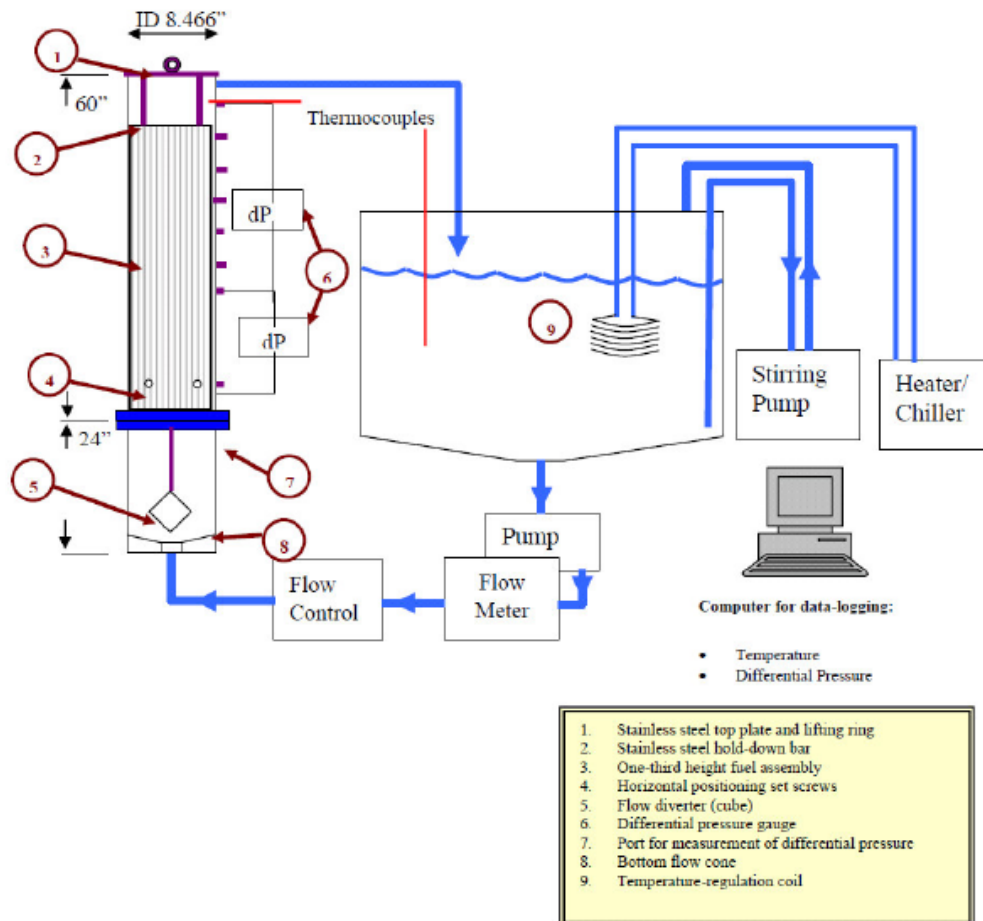 ID 8.466”
1
60”
Thermocouples
2
dP
3
6
9
dP
4
Stirring
Pump
Heater/
Chiller
24”
7
5
8
Pump
Flow
Control
Flow
Meter
Computer for data-logging:
• Temperature
• Differential Pressure
1. Stainless steel top plate and lifting ring
2. Stainless steel hold-down bar
3. One-third height fuel assembly
4. Horizontal positioning set screws
5. Flow diverter (cube)
6. Differential pressure gauge
7. Port for measurement of differential pressure
8. Bottom flow cone
9. Temperature-regulation coil